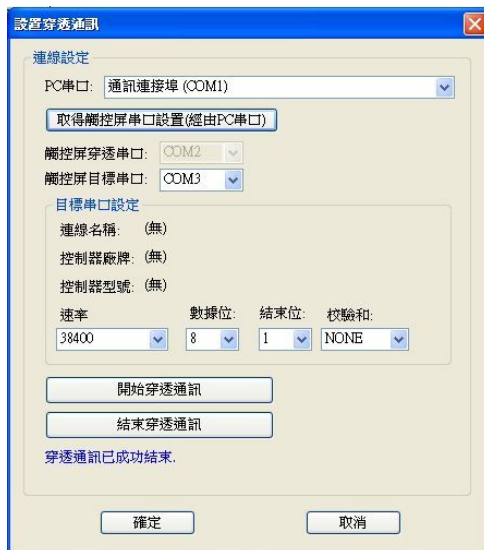 設置穿透通訊
連線設定
PC串口: 通訊連接埠 (COM1)
取得觸控屏串口設置(經由PC串口)
觸控屏穿透串口: COM2
觸控屏目標串口: COM3
目標串口設定
連線名稱: (無)
控制器廠牌: (無)
控制器型號: (無)
速率 數據位: 結束位: 校驗和:
38400 8 1 NONE
開始穿透通訊
結束穿透通訊
穿透通訊已成功結束.
確定 取消